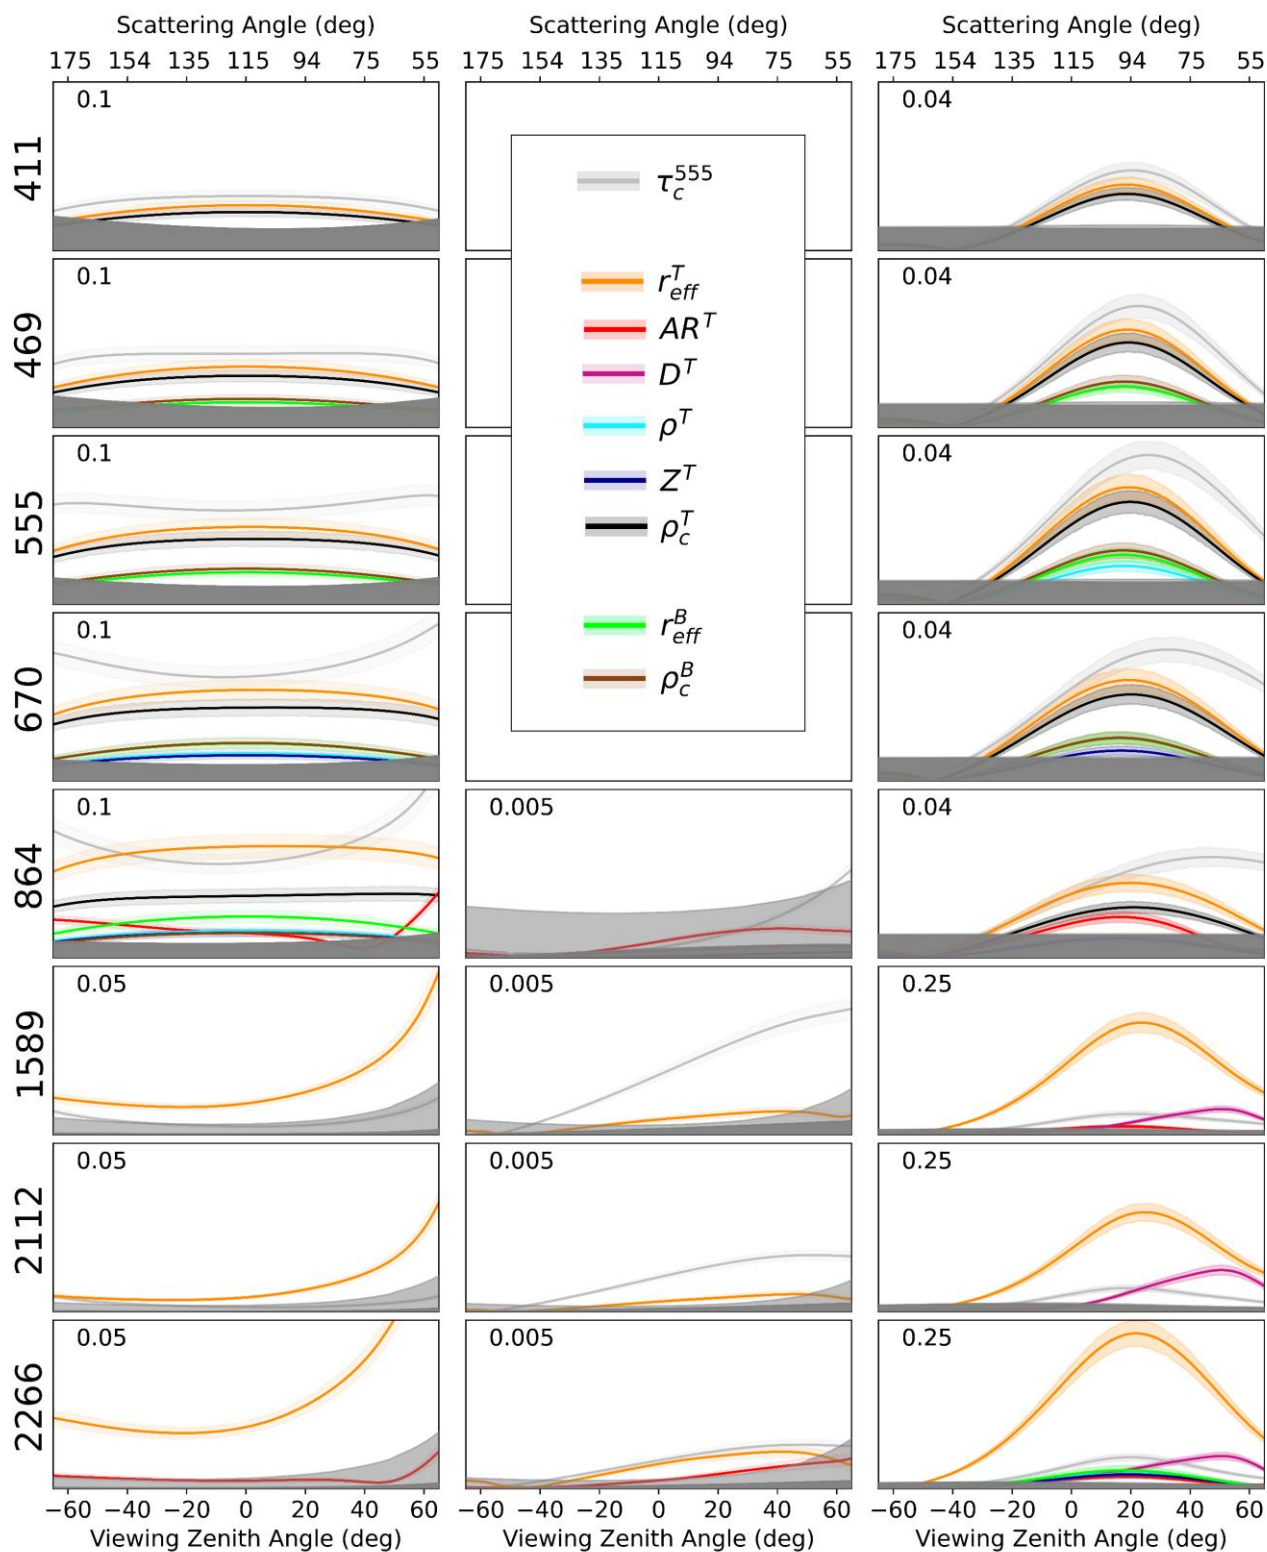 Scattering Angle (deg) Scattering Angle (deg) Scattering Angle (deg)
175 154 135 115 94 75 55 175 154 135 115 94 75 55 175 154 135 115 94 75 55
411 0.1 0.04
τ_c^555
469 0.1 0.04
r_eff^T
AR^T
D^T
ρ^T
555 0.1 0.04
Z^T
ρ_c^T
670 0.1 0.04
r_eff^B
ρ_c^B
864 0.1 0.005 0.04
1589 0.05 0.005 0.25
2112 0.05 0.005 0.25
2266 0.05 0.005 0.25
−60 −40 −20 0 20 40 60 −60 −40 −20 0 20 40 60 −60 −40 −20 0 20 40 60
Viewing Zenith Angle (deg) Viewing Zenith Angle (deg) Viewing Zenith Angle (deg)